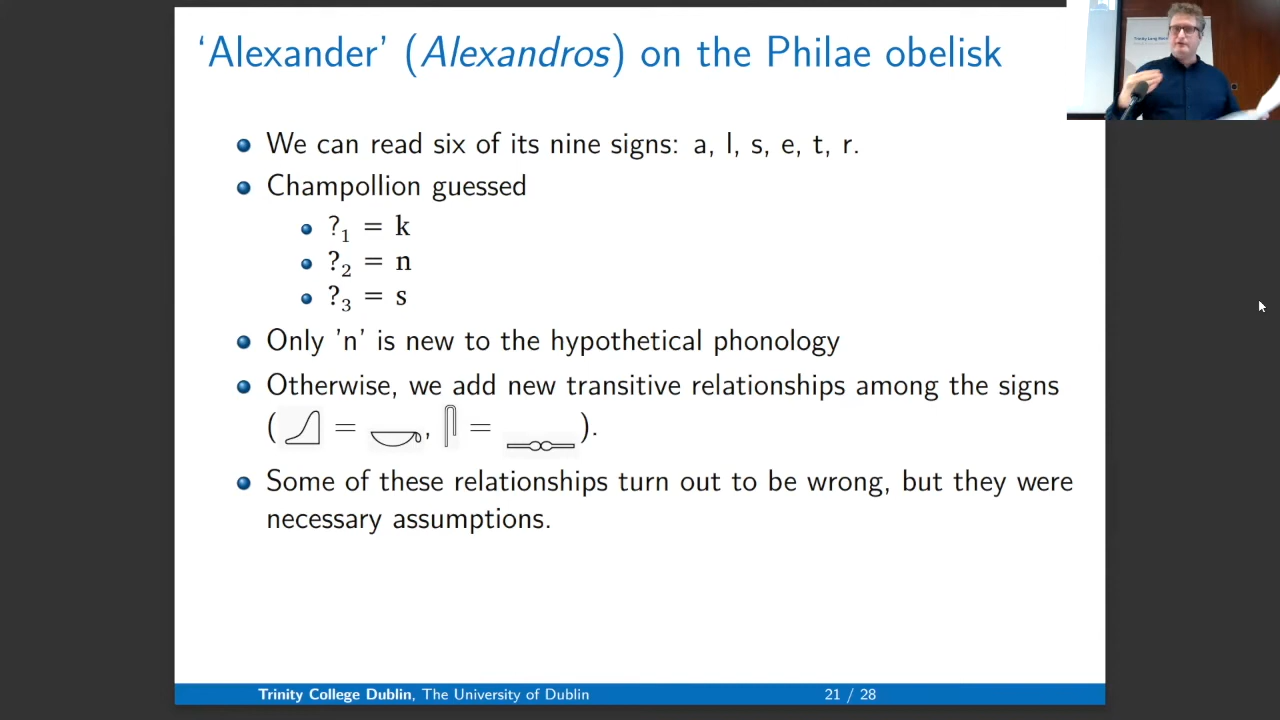 ‘Alexander’ (Alexandros) on the Philae obelisk
We can read six of its nine signs: a, l, s, e, t, r.
Champollion guessed
?₁ = k
?₂ = n
?₃ = s
Only ’n’ is new to the hypothetical phonology
Otherwise, we add new transitive relationships among the signs
( = , = ).
Some of these relationships turn out to be wrong, but they were
necessary assumptions.
Trinity College Dublin, The University of Dublin 21 / 28